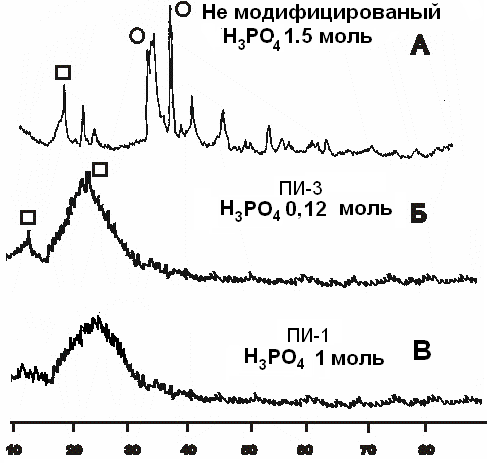 Не модифицированый
H₃PO₄ 1.5 моль
А
ПИ-3
H₃PO₄ 0,12 моль
Б
ПИ-1
H₃PO₄ 1 моль
В
10 20 30 40 50 60 70 80